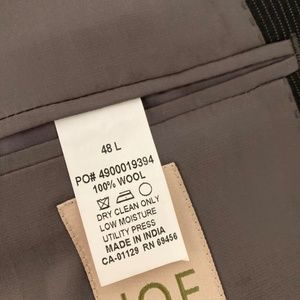 48 L
PO# 4900019394
100% WOOL
DRY CLEAN ONLY
LOW MOISTURE
UTILITY PRESS
MADE IN INDIA
CA-01129 RN 69456
JOE